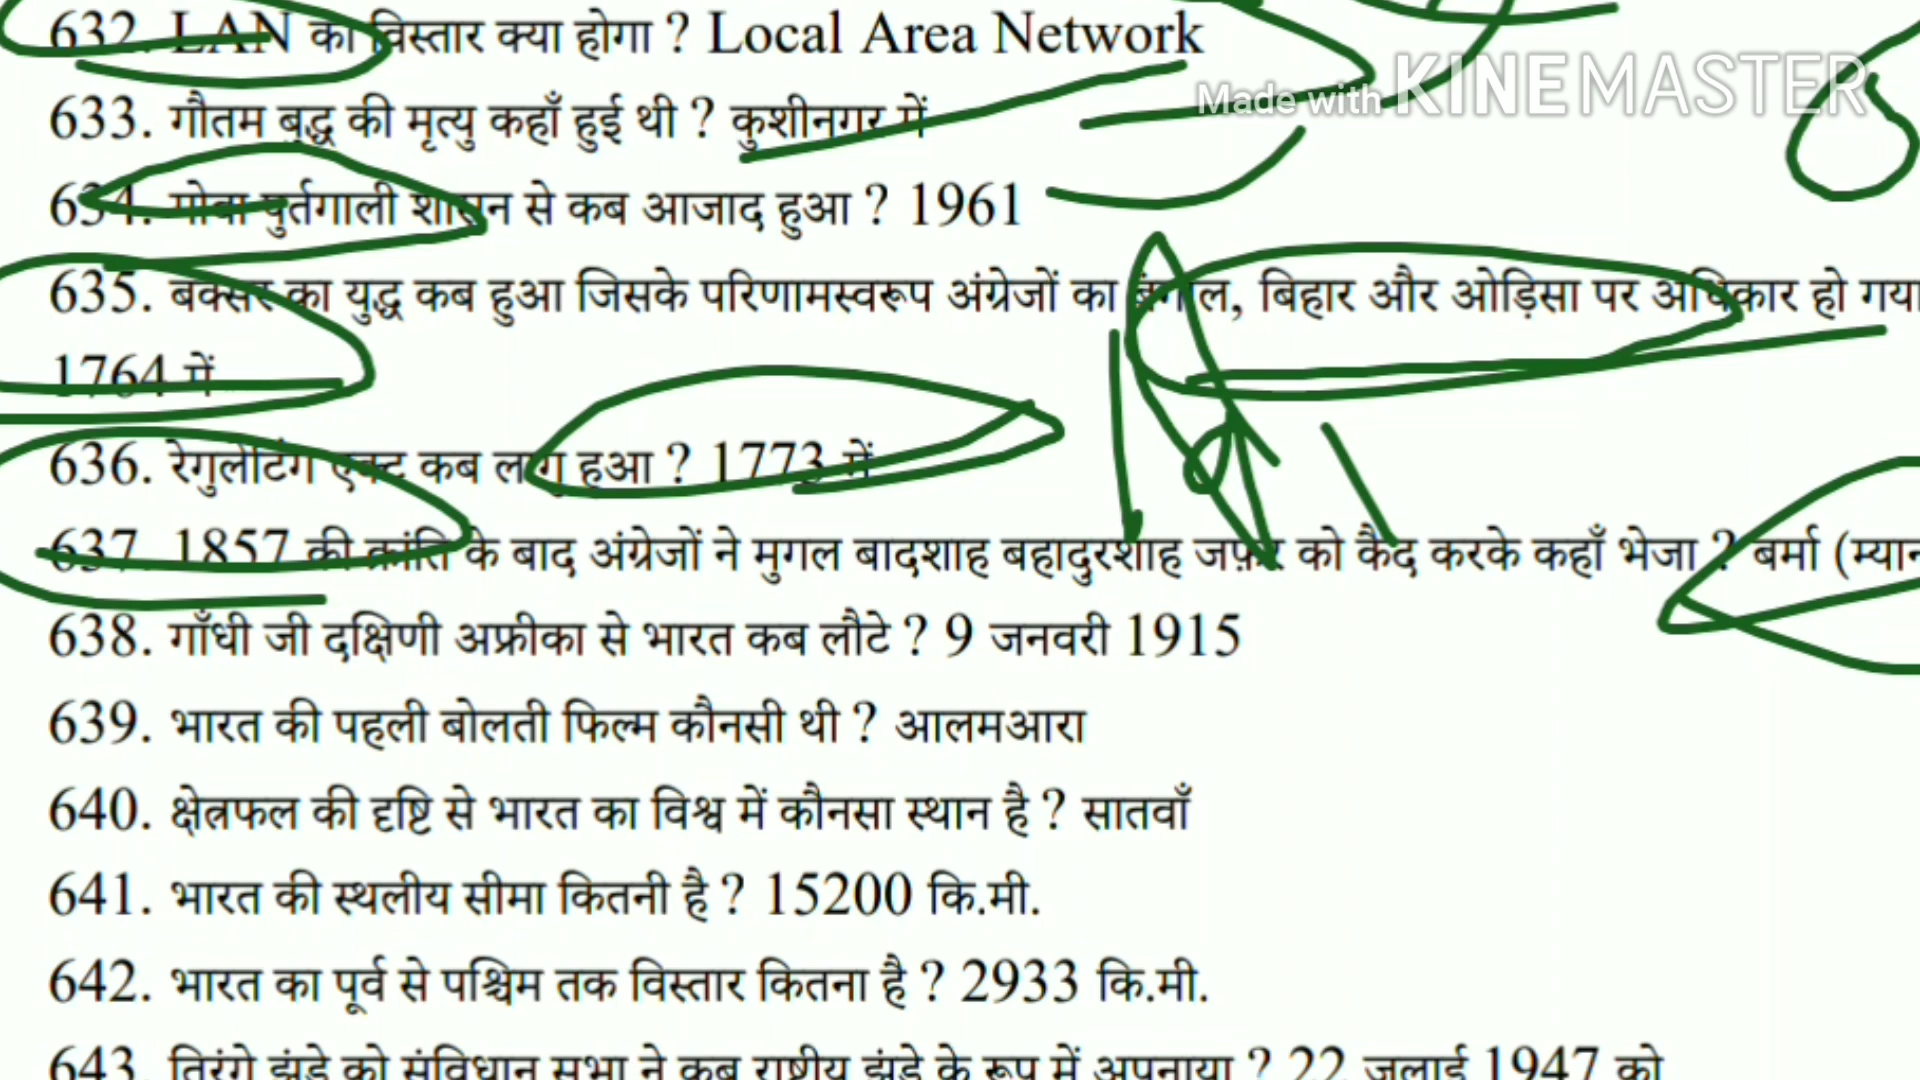 632. LAN का विस्तार क्या होगा ? Local Area Network
Made with KINEMASTER
633. गौतम बुद्ध की मृत्यु कहाँ हुई थी ? कुशीनगर में
634. गोवा पुर्तगाली शासन से कब आजाद हुआ ? 1961
635. बक्सर का युद्ध कब हुआ जिसके परिणामस्वरूप अंग्रेजों का बंगाल, बिहार और ओड़िसा पर अधिकार हो गया
1764 में
636. रेगुलेटिंग एक्ट कब लागु हुआ ? 1773 में
637. 1857 की क्रांति के बाद अंग्रेजों ने मुगल बादशाह बहादुरशाह जफ़र को कैद करके कहाँ भेजा ? बर्मा (म्यान
638. गाँधी जी दक्षिणी अफ्रीका से भारत कब लौटे ? 9 जनवरी 1915
639. भारत की पहली बोलती फिल्म कौनसी थी ? आलमआरा
640. क्षेत्रफल की दृष्टि से भारत का विश्व में कौनसा स्थान है ? सातवाँ
641. भारत की स्थलीय सीमा कितनी है ? 15200 कि.मी.
642. भारत का पूर्व से पश्चिम तक विस्तार कितना है ? 2933 कि.मी.
643. तिरंगे झंडे को संविधान सभा ने कब राष्ट्रीय झंडे के रूप में अपनाया ? 22 जुलाई 1947 को